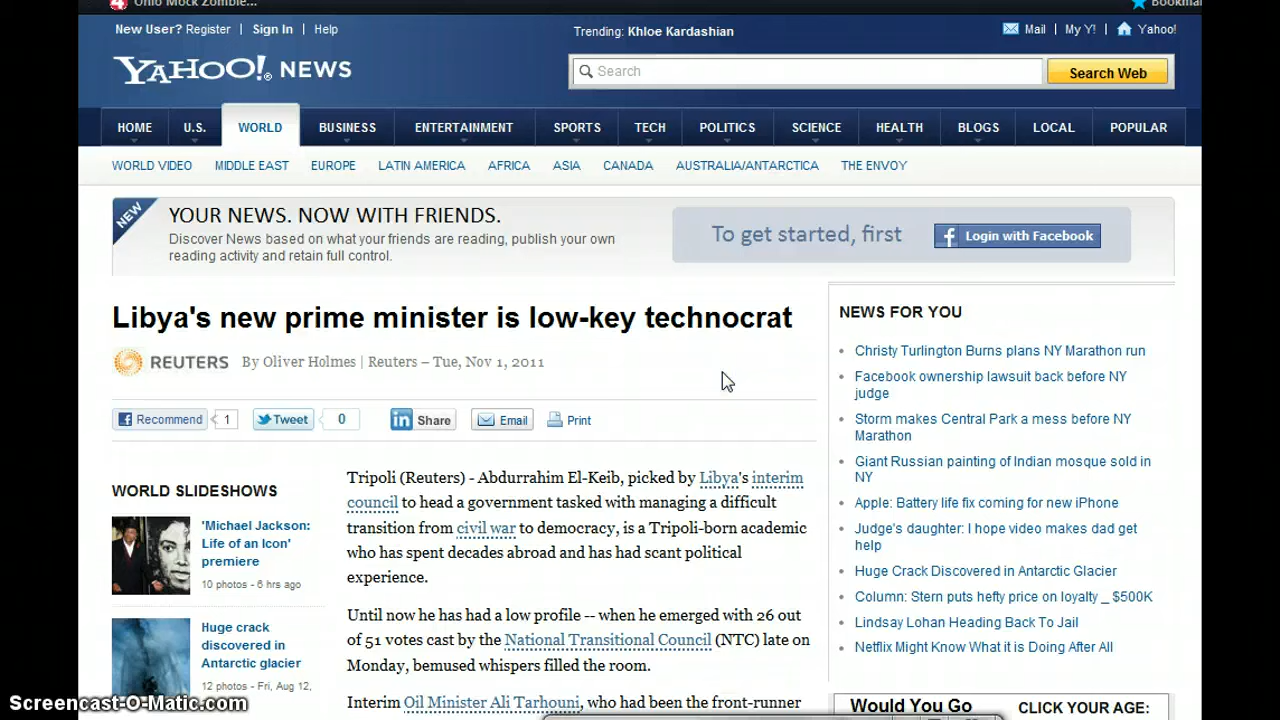 Ohio Mock Zombie...
New User? Register | Sign In | Help
Trending: Khloe Kardashian
Mail | My Y! | Yahoo!
YAHOO! NEWS
Search
Search Web
HOME U.S. WORLD BUSINESS ENTERTAINMENT SPORTS TECH POLITICS SCIENCE HEALTH BLOGS LOCAL POPULAR
WORLD VIDEO MIDDLE EAST EUROPE LATIN AMERICA AFRICA ASIA CANADA AUSTRALIA/ANTARCTICA THE ENVOY
NEW
YOUR NEWS. NOW WITH FRIENDS.
Discover News based on what your friends are reading, publish your own
reading activity and retain full control.
To get started, first
Login with Facebook
Libya's new prime minister is low-key technocrat
REUTERS By Oliver Holmes | Reuters – Tue, Nov 1, 2011
Recommend 1 Tweet 0 Share Email Print
WORLD SLIDESHOWS
'Michael Jackson:
Life of an Icon'
premiere
10 photos - 6 hrs ago
Huge crack
discovered in
Antarctic glacier
12 photos - Fri, Aug 12,
Tripoli (Reuters) - Abdurrahim El-Keib, picked by Libya's interim
council to head a government tasked with managing a difficult
transition from civil war to democracy, is a Tripoli-born academic
who has spent decades abroad and has had scant political
experience.
Until now he has had a low profile -- when he emerged with 26 out
of 51 votes cast by the National Transitional Council (NTC) late on
Monday, bemused whispers filled the room.
Interim Oil Minister Ali Tarhouni, who had been the front-runner
NEWS FOR YOU
Christy Turlington Burns plans NY Marathon run
Facebook ownership lawsuit back before NY
judge
Storm makes Central Park a mess before NY
Marathon
Giant Russian painting of Indian mosque sold in
NY
Apple: Battery life fix coming for new iPhone
Judge's daughter: I hope video makes dad get
help
Huge Crack Discovered in Antarctic Glacier
Column: Stern puts hefty price on loyalty _ $500K
Lindsay Lohan Heading Back To Jail
Netflix Might Know What it is Doing After All
Would You Go
CLICK YOUR AGE:
Screencast-O-Matic.com